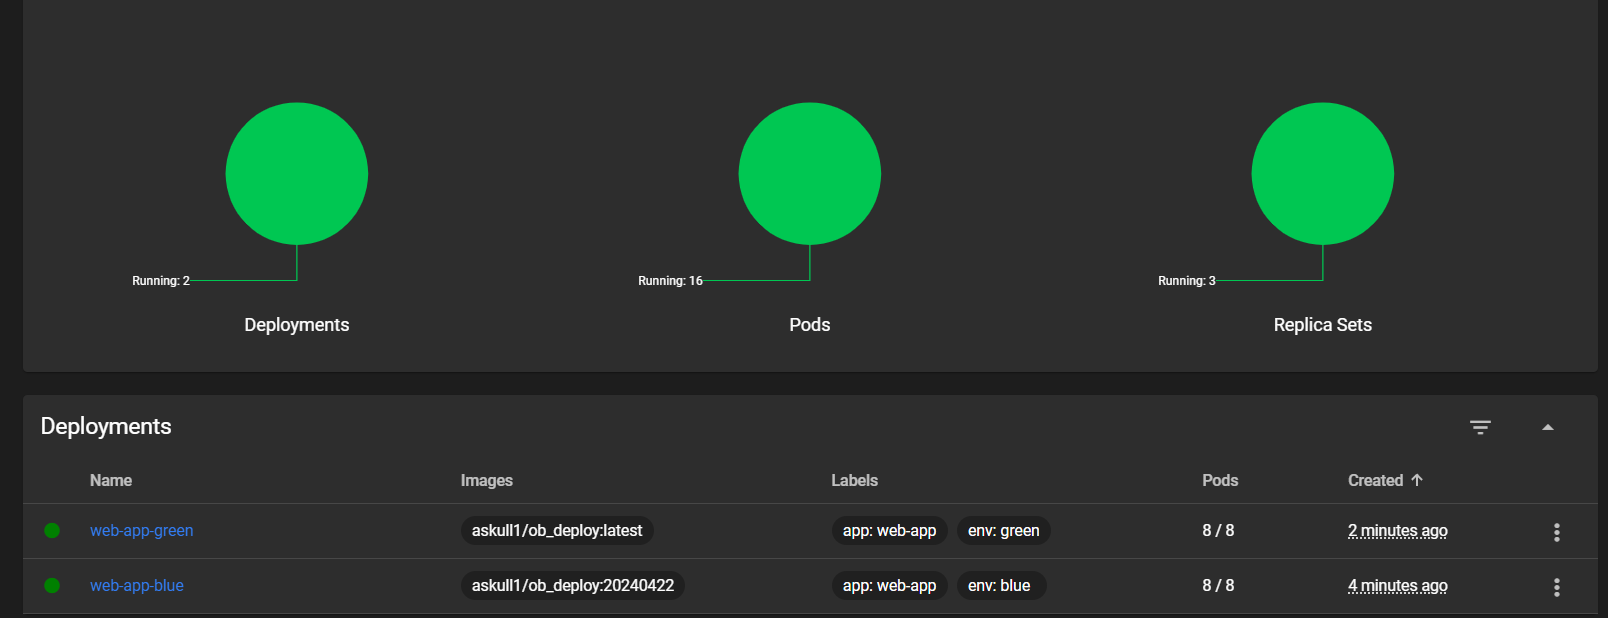 Running: 2
Running: 16
Running: 3
Deployments
Pods
Replica Sets
Deployments
Name Images Labels Pods Created
web-app-green askull1/ob_deploy:latest app: web-app env: green 8 / 8 2 minutes ago
web-app-blue askull1/ob_deploy:20240422 app: web-app env: blue 8 / 8 4 minutes ago